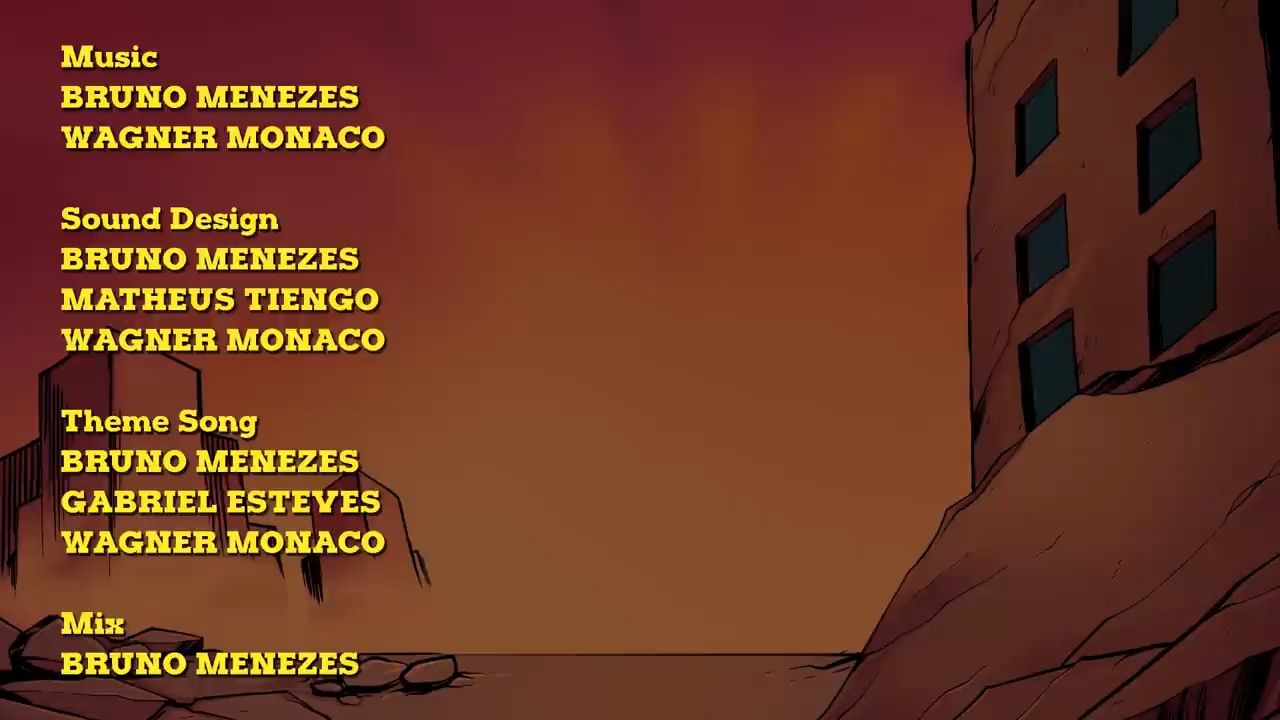 Music
BRUNO MENEZES
WAGNER MONACO
Sound Design
BRUNO MENEZES
MATHEUS TIENGO
WAGNER MONACO
Theme Song
BRUNO MENEZES
GABRIEL ESTEVES
WAGNER MONACO
Mix
BRUNO MENEZES